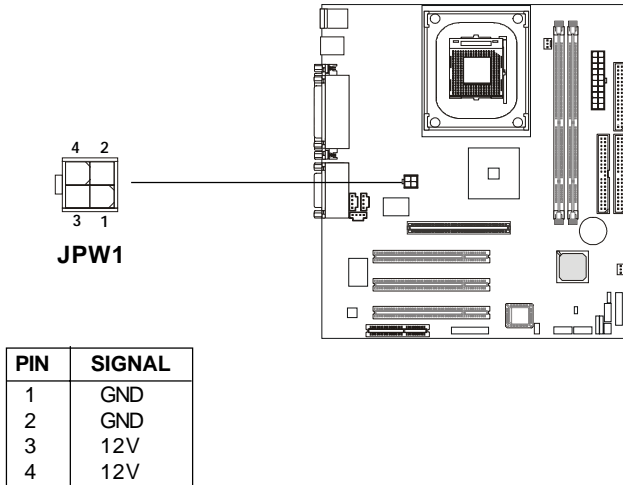 4 2
3 1
JPW1
PIN SIGNAL
1 GND
2 GND
3 12V
4 12V